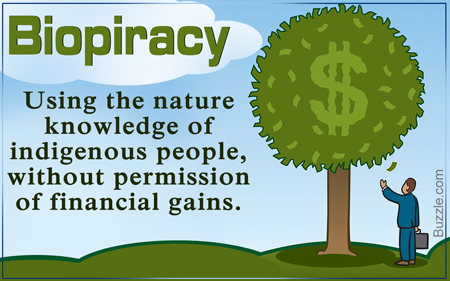 Biopiracy
Using the nature
knowledge of
indigenous people,
without permission
of financial gains.
$
Buzzle.com